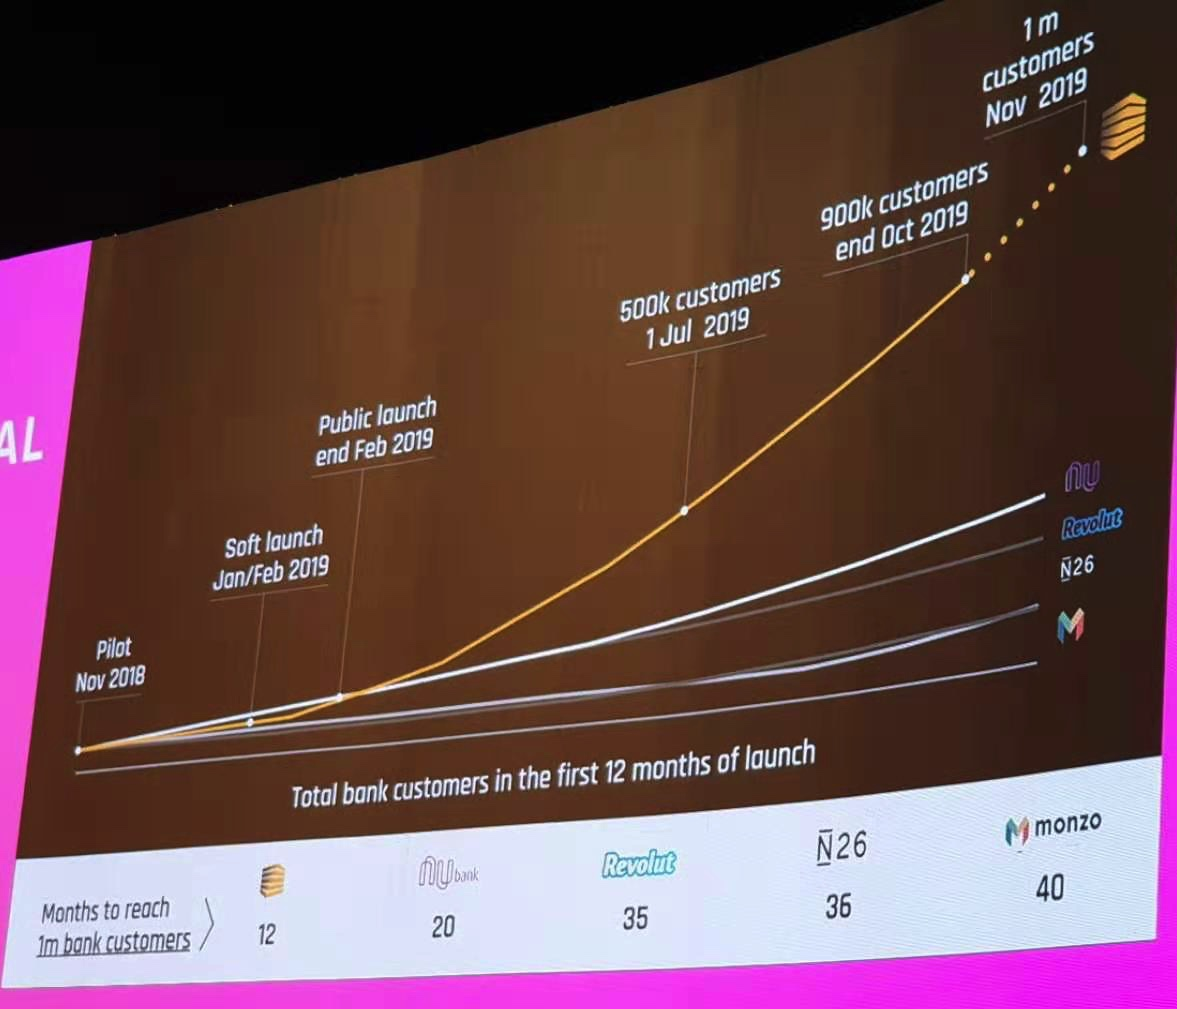 1 m
customers
Nov 2019
900k customers
end Oct 2019
500k customers
1 Jul 2019
Public launch
end Feb 2019
Soft launch
Jan/Feb 2019
Pilot
Nov 2018
AL
nu
Revolut
N26
Total bank customers in the first 12 months of launch
Months to reach
1m bank customers
nubank
Revolut
N26
monzo
12
20
35
36
40